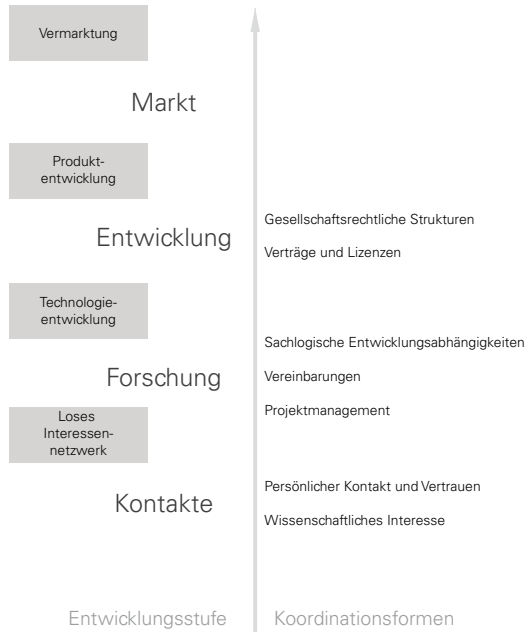 Vermarktung
Markt
Produkt-
entwicklung
Gesellschaftsrechtliche Strukturen
Entwicklung
Verträge und Lizenzen
Technologie-
entwicklung
Sachlogische Entwicklungsabhängigkeiten
Forschung
Vereinbarungen
Projektmanagement
Loses
Interessen-
netzwerk
Persönlicher Kontakt und Vertrauen
Kontakte
Wissenschaftliches Interesse
Entwicklungsstufe
Koordinationsformen